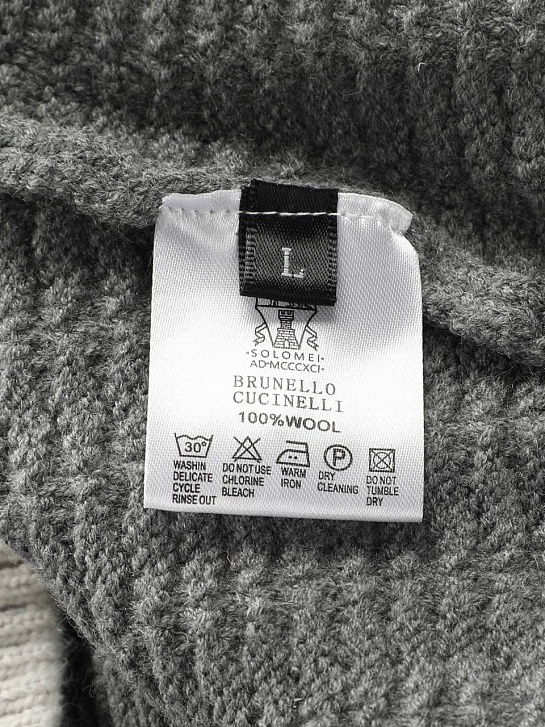 L
·SOLOMEI·
AD·MCCCXCI·
BRUNELLO
CUCINELLI
100%WOOL
30°
P
WASHIN
DELICATE
CYCLE
RINSE OUT
DO NOT USE
CHLORINE
BLEACH
WARM
IRON
DRY
CLEANING
DO NOT
TUMBLE
DRY